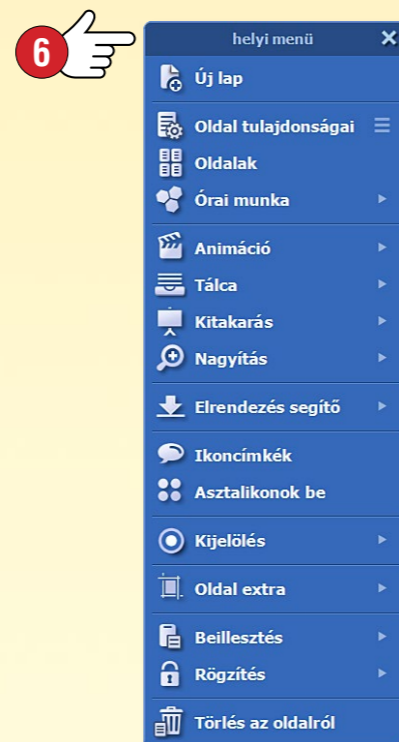 6
helyi menü
Új lap
Oldal tulajdonságai
Oldalak
Órai munka
Animáció
Tálca
Kitakarás
Nagyítás
Elrendezés segítő
Ikoncímkék
Asztalikonok be
Kijelölés
Oldal extra
Beillesztés
Rögzítés
Törlés az oldalról